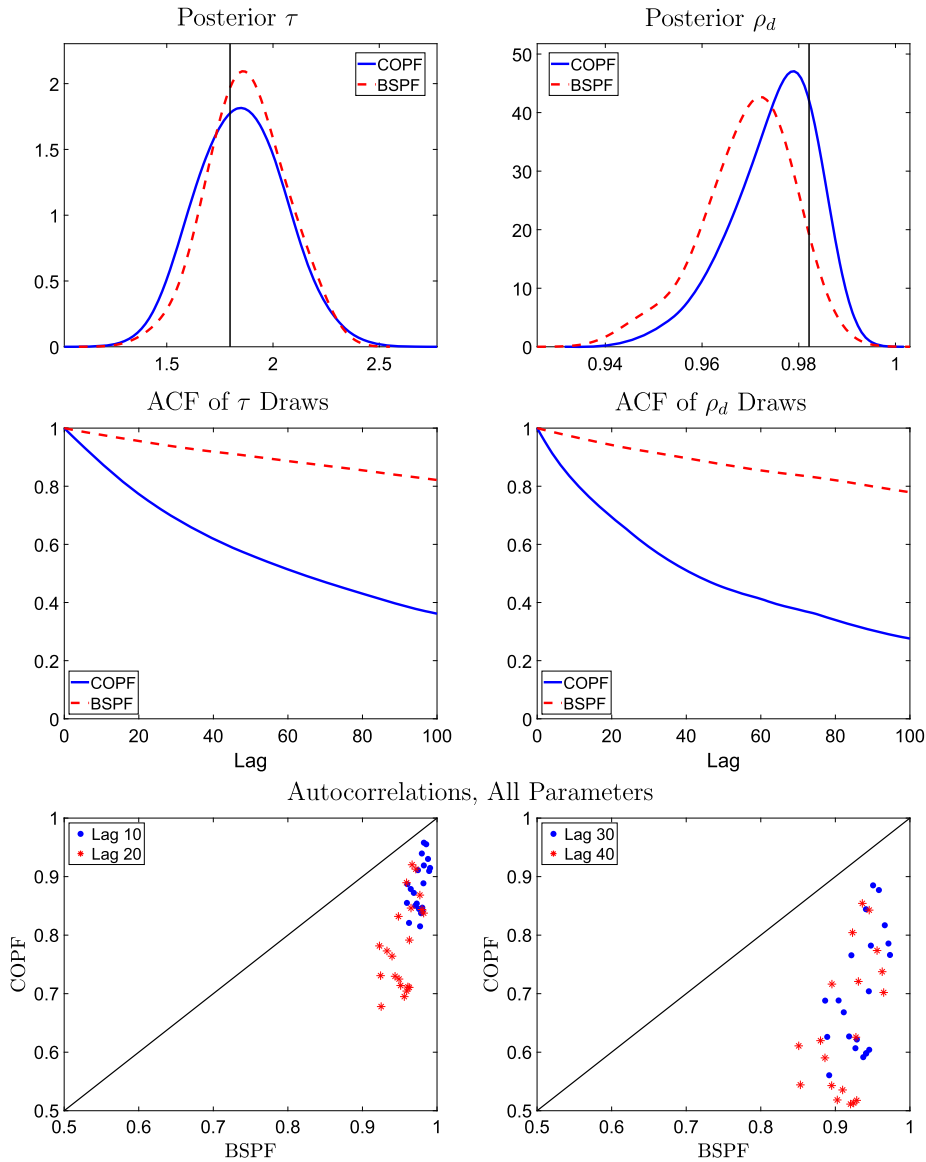 Posterior τ
Posterior ρ_d
COPF
BSPF
2
1.5
1
0.5
0
1.5
2
2.5
COPF
BSPF
50
40
30
20
10
0
0.94
0.96
0.98
1
ACF of τ Draws
ACF of ρ_d Draws
1
0.8
0.6
0.4
0.2
0
COPF
BSPF
0
20
40
60
80
100
Lag
1
0.8
0.6
0.4
0.2
0
COPF
BSPF
0
20
40
60
80
100
Lag
Autocorrelations, All Parameters
1
0.9
0.8
0.7
0.6
0.5
COPF
Lag 10
Lag 20
0.5
0.6
0.7
0.8
0.9
1
BSPF
1
0.9
0.8
0.7
0.6
0.5
COPF
Lag 30
Lag 40
0.5
0.6
0.7
0.8
0.9
1
BSPF